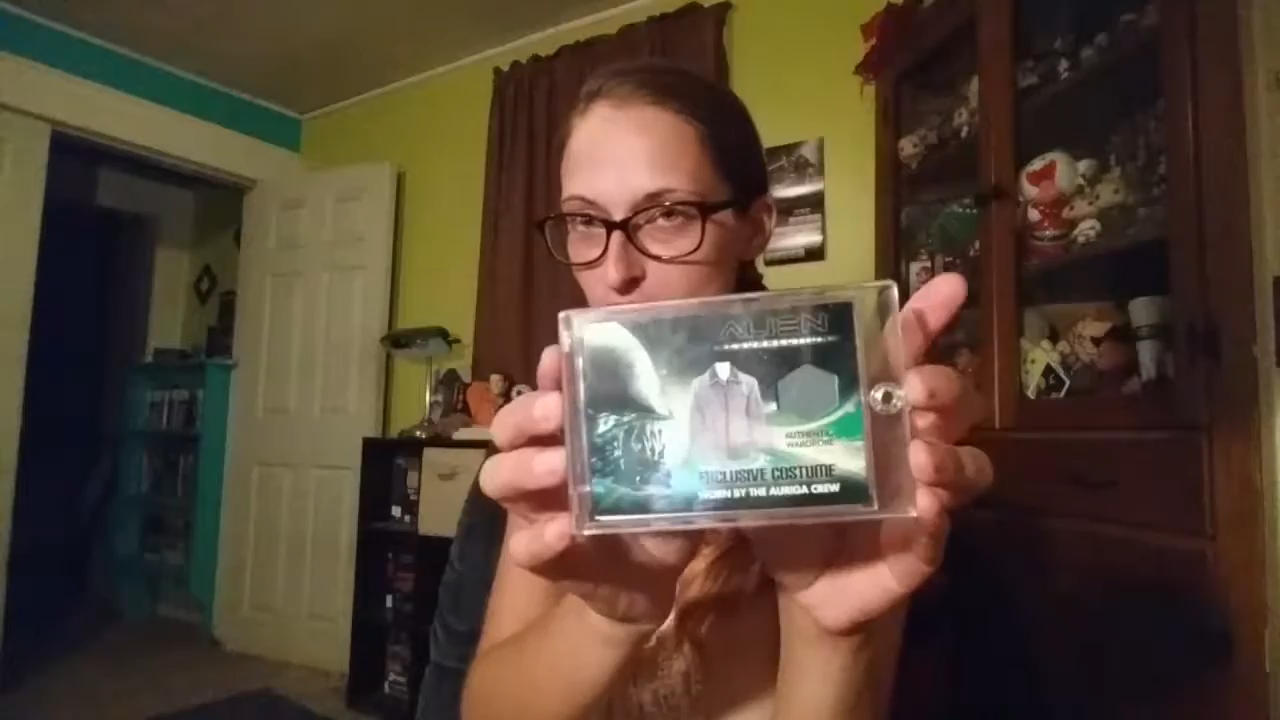 ALIEN
AUTHENTIC
WARDROBE
EXCLUSIVE COSTUME
WORN BY THE AURIGA CREW